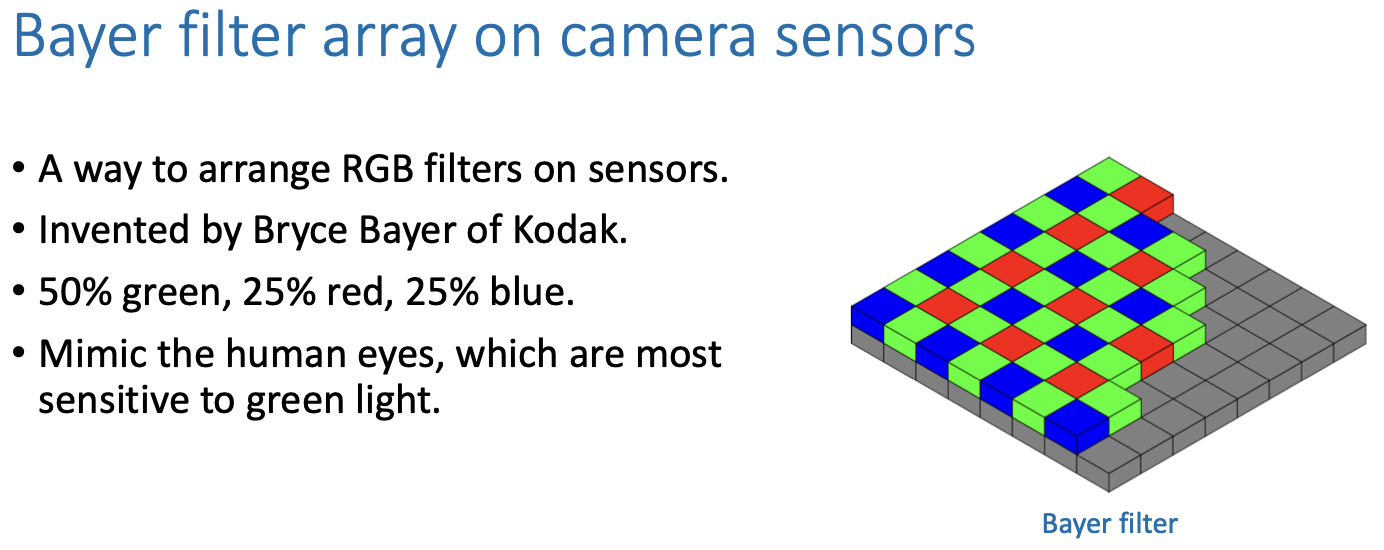 Bayer filter array on camera sensors
• A way to arrange RGB filters on sensors.
• Invented by Bryce Bayer of Kodak.
• 50% green, 25% red, 25% blue.
• Mimic the human eyes, which are most
sensitive to green light.
Bayer filter